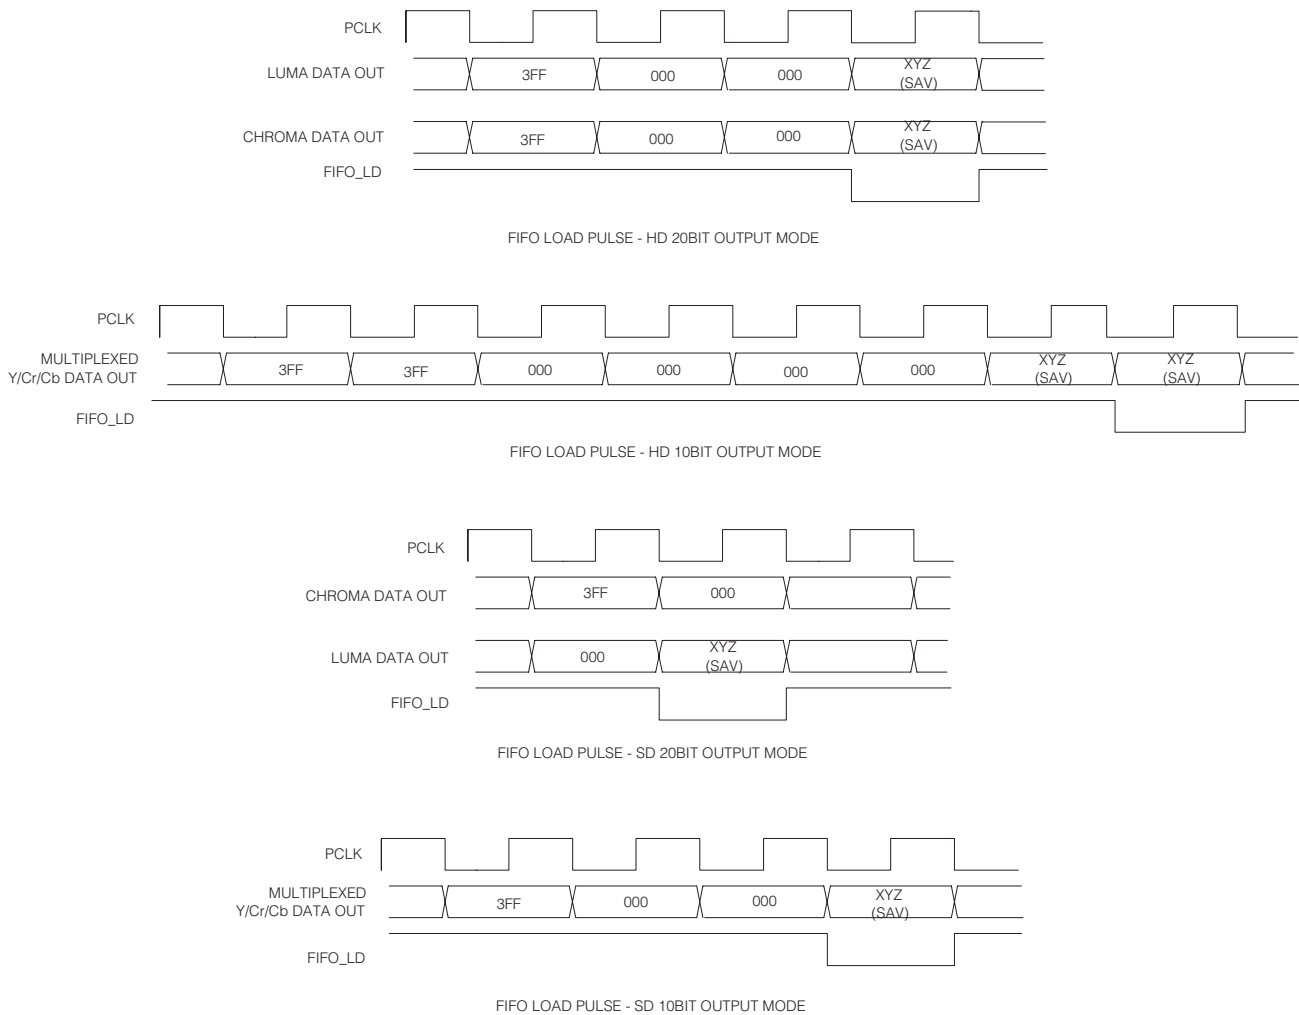 PCLK
LUMA DATA OUT 3FF 000 000 XYZ (SAV)
CHROMA DATA OUT 3FF 000 000 XYZ (SAV)
FIFO_LD
FIFO LOAD PULSE - HD 20BIT OUTPUT MODE
PCLK
MULTIPLEXED
Y/Cr/Cb DATA OUT 3FF 3FF 000 000 000 000 XYZ (SAV) XYZ (SAV)
FIFO_LD
FIFO LOAD PULSE - HD 10BIT OUTPUT MODE
PCLK
CHROMA DATA OUT 3FF 000
LUMA DATA OUT 000 XYZ (SAV)
FIFO_LD
FIFO LOAD PULSE - SD 20BIT OUTPUT MODE
PCLK
MULTIPLEXED
Y/Cr/Cb DATA OUT 3FF 000 000 XYZ (SAV)
FIFO_LD
FIFO LOAD PULSE - SD 10BIT OUTPUT MODE